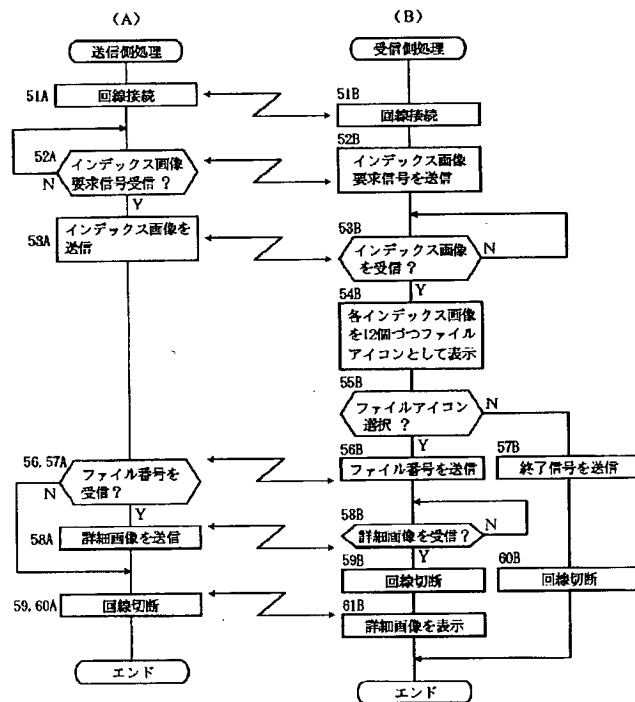 (A)
送信側処理
51A
回線接続
52A
インデックス画像
要求信号受信？
N
Y
53A
インデックス画像を
送信
56,57A
ファイル番号を
受信？
N
Y
58A
詳細画像を送信
59,60A
回線切断
エンド
(B)
受信側処理
51B
回線接続
52B
インデックス画像
要求信号を送信
53B
インデックス画像
を受信？
N
Y
54B
各インデックス画像
を12個づつファイル
アイコンとして表示
55B
ファイルアイコン
選択？
N
Y
56B
ファイル番号を送信
57B
終了信号を送信
58B
詳細画像を受信？
N
Y
59B
回線切断
60B
回線切断
61B
詳細画像を表示
エンド